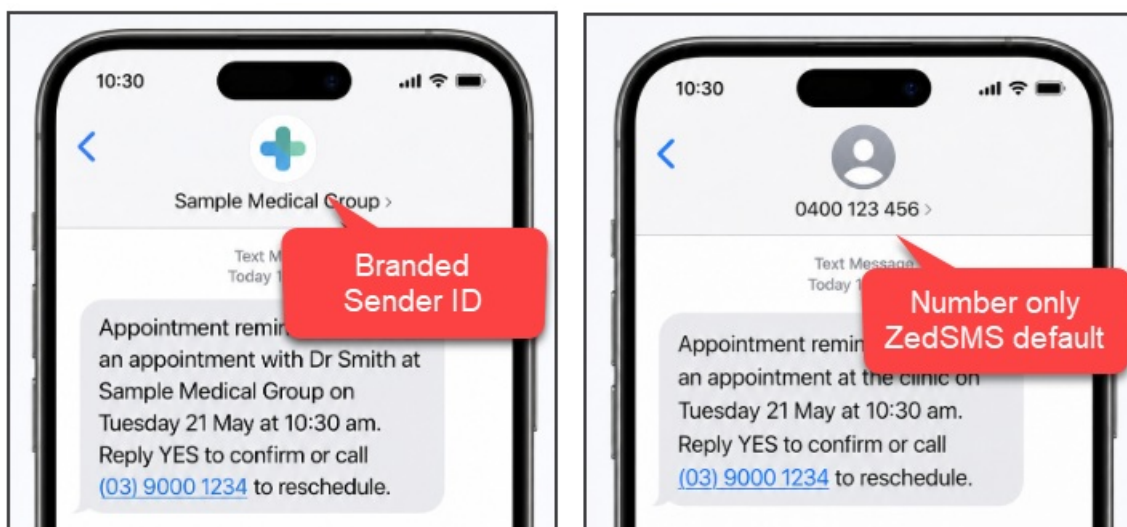 10:30
Sample Medical Group >
Text M
Today 1
Branded
Sender ID
Appointment remin
an appointment with Dr Smith at
Sample Medical Group on
Tuesday 21 May at 10:30 am.
Reply YES to confirm or call
(03) 9000 1234 to reschedule.
10:30
0400 123 456 >
Text Message
Today 1
Number only
ZedSMS default
Appointment remin
an appointment at the clinic on
Tuesday 21 May at 10:30 am.
Reply YES to confirm or call
(03) 9000 1234 to reschedule.